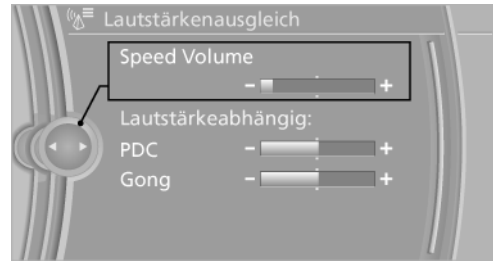 Lautstärkenausgleich
Speed Volume
- +
Lautstärkeabhängig:
PDC - +
Gong - +